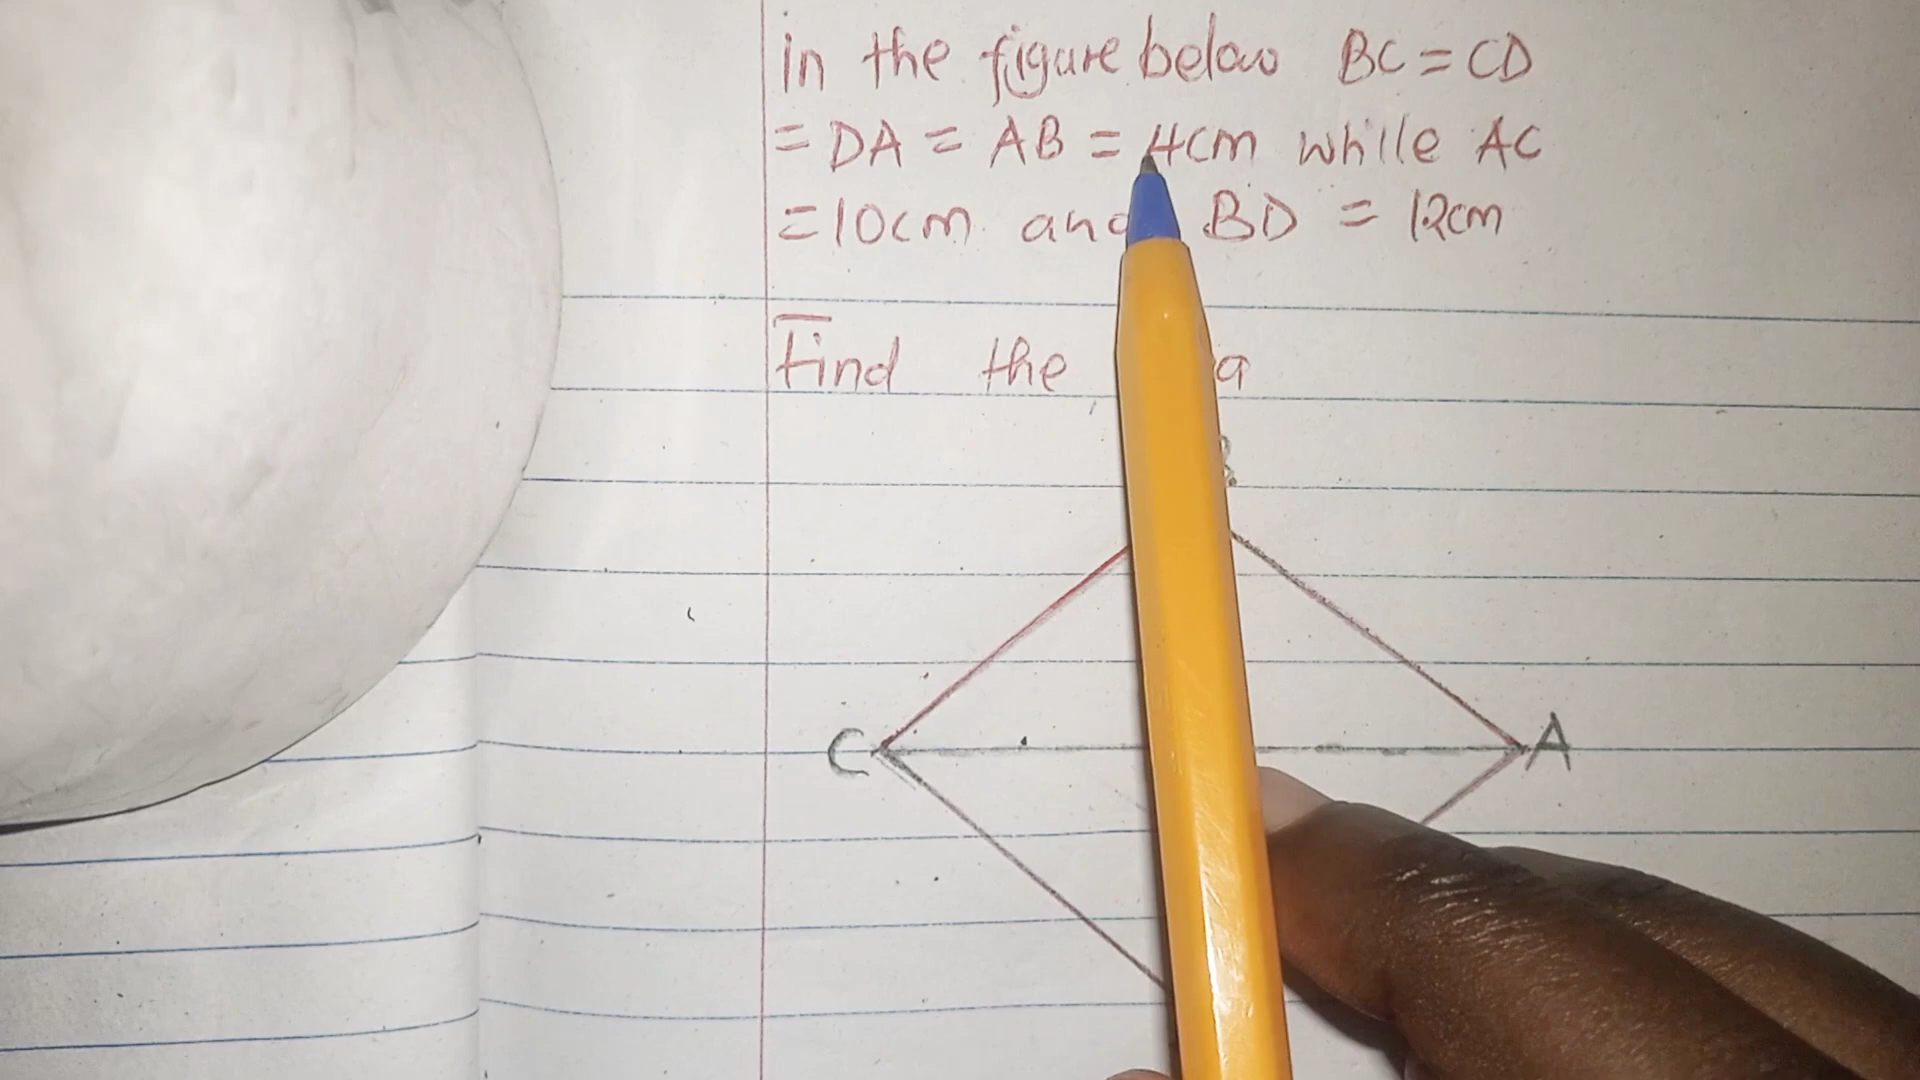 in the figure below BC = CD
= DA = AB = 4cm while AC
= 10cm and BD = 12cm
Find the
C
A